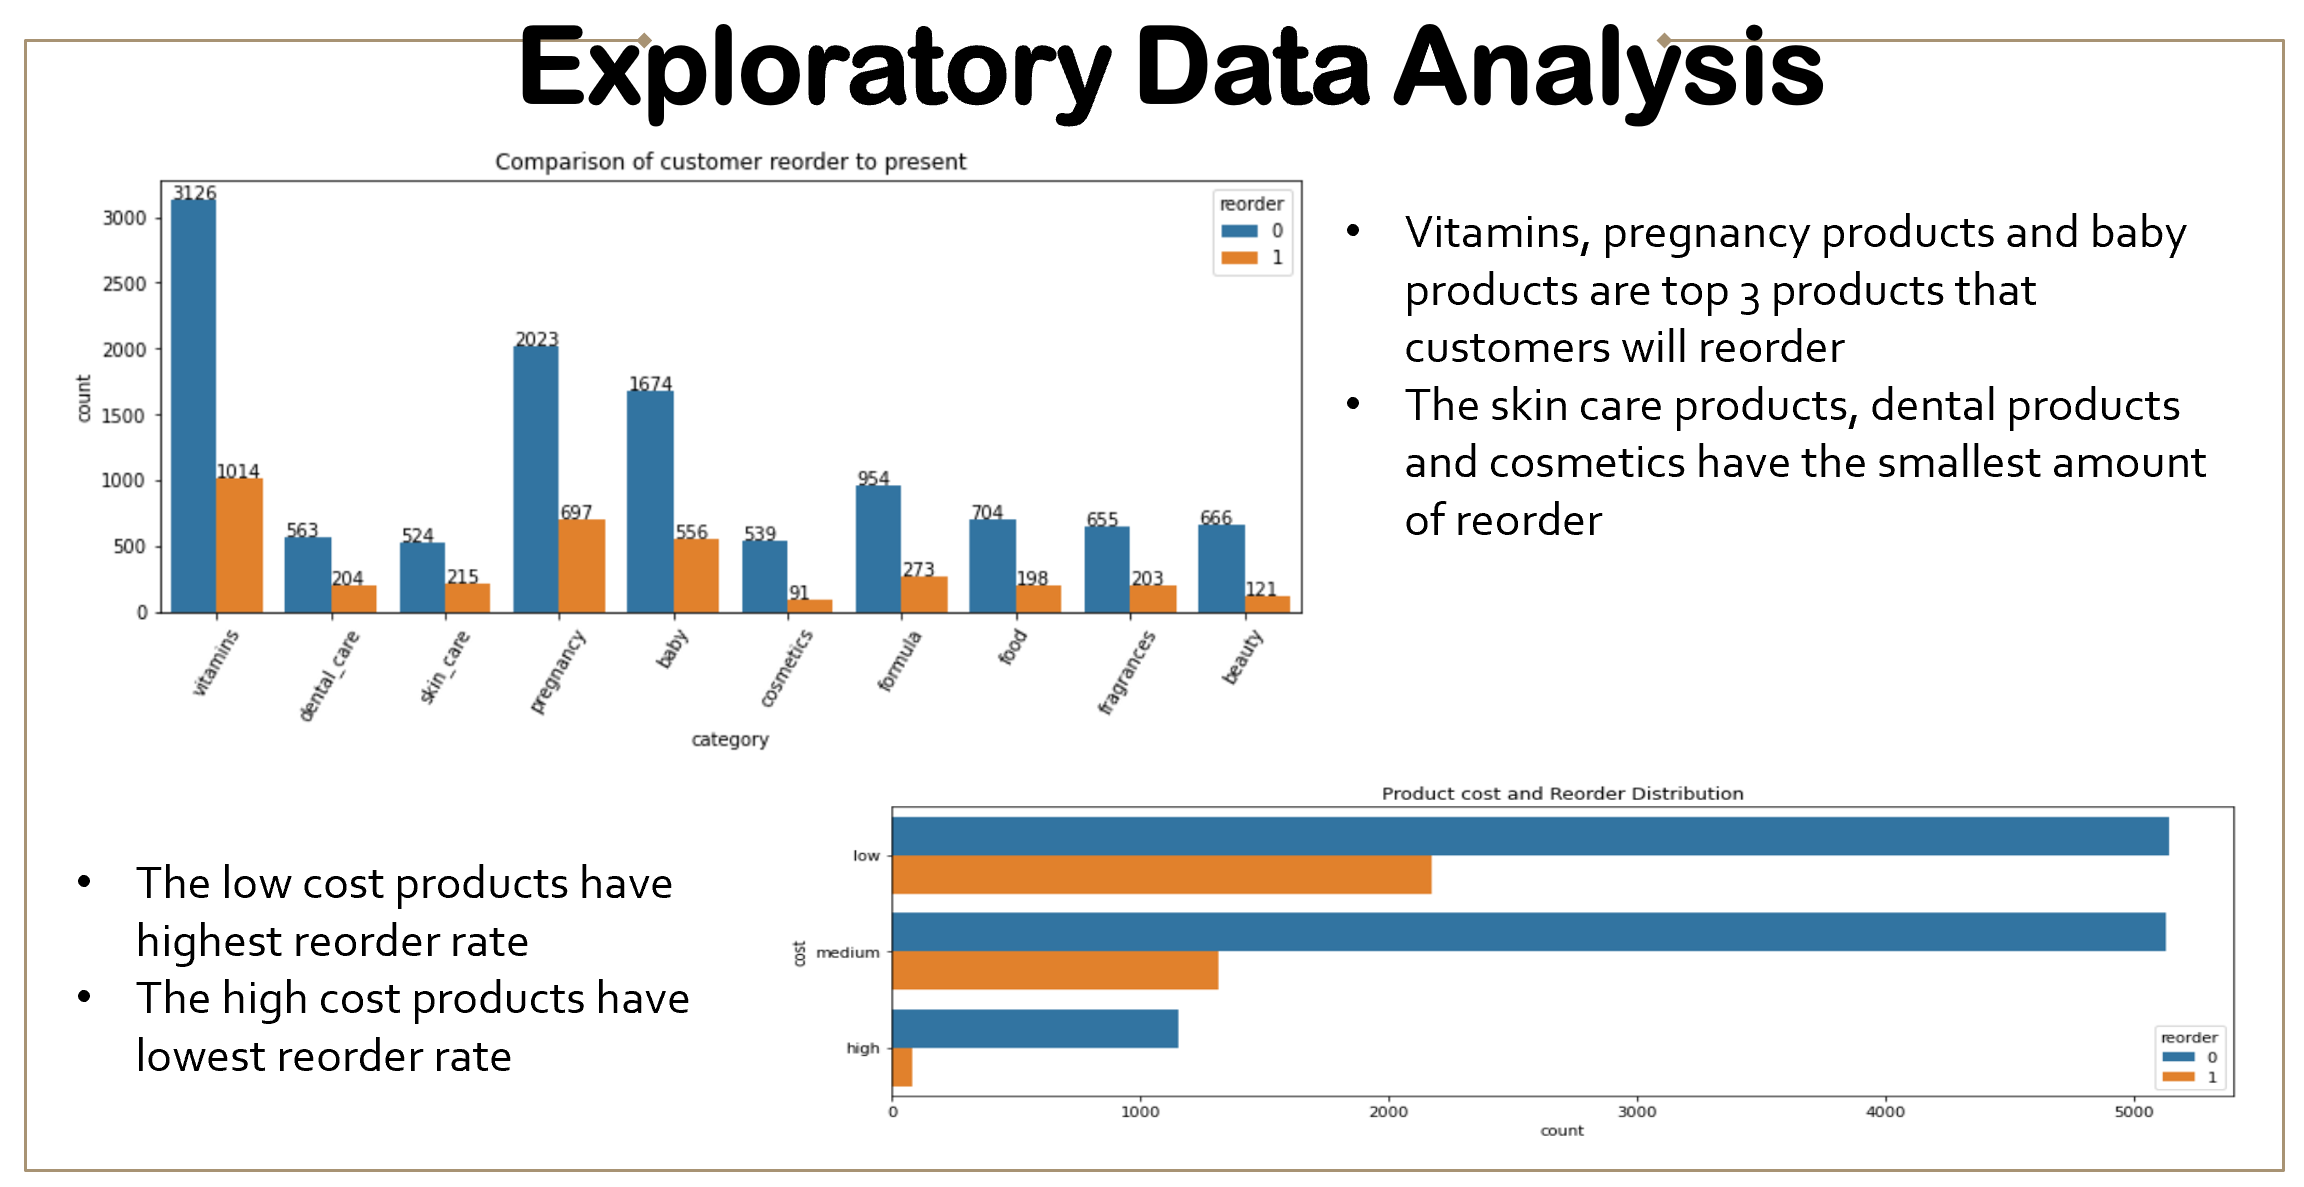 Exploratory Data Analysis
Comparison of customer reorder to present
3126
1014
563
204
524
215
2023
697
1674
556
539
91
954
273
704
198
655
203
666
121
reorder
0
1
3000
2500
2000
1500
1000
500
0
count
vitamins
dental_care
skin_care
pregnancy
baby
cosmetics
formula
food
fragrances
beauty
category
• Vitamins, pregnancy products and baby
products are top 3 products that
customers will reorder
• The skin care products, dental products
and cosmetics have the smallest amount
of reorder
• The low cost products have
highest reorder rate
• The high cost products have
lowest reorder rate
Product cost and Reorder Distribution
low
medium
high
cost
reorder
0
1
0
1000
2000
3000
4000
5000
count